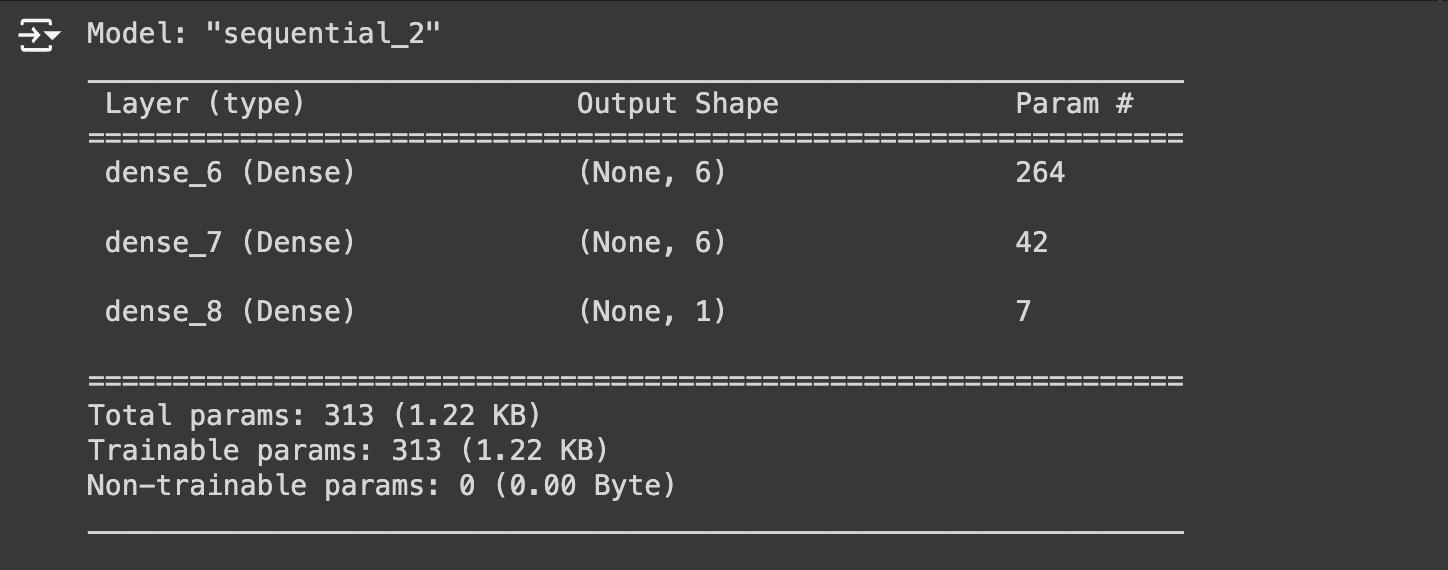 Model: "sequential_2"
_________________________________________________________________
Layer (type) Output Shape Param #
=================================================================
dense_6 (Dense) (None, 6) 264
dense_7 (Dense) (None, 6) 42
dense_8 (Dense) (None, 1) 7
=================================================================
Total params: 313 (1.22 KB)
Trainable params: 313 (1.22 KB)
Non-trainable params: 0 (0.00 Byte)
_________________________________________________________________